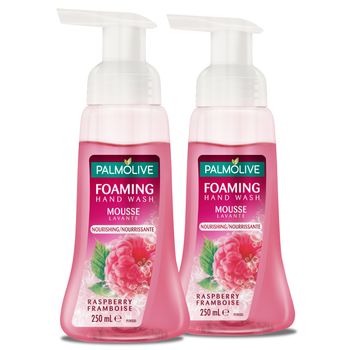 PALMOLIVE
FOAMING
HAND WASH
MOUSSE
LAVANTE
NOURISHING/NOURRISSANTE
RASPBERRY
FRAMBOISE
250 mL e
PALMOLIVE
FOAMING
HAND WASH
MOUSSE
LAVANTE
NOURISHING/NOURRISSANTE
RASPBERRY
FRAMBOISE
250 mL e